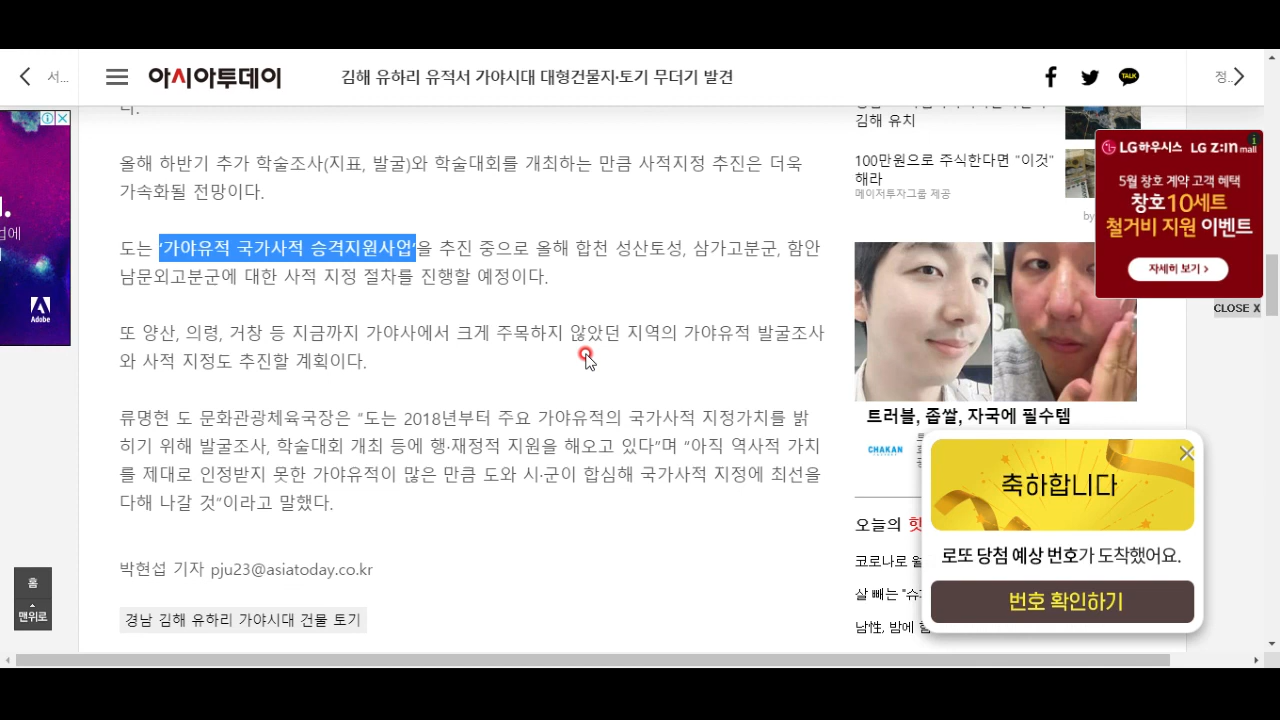 서...
아시아투데이
김해 유하리 유적서 가야시대 대형건물지·토기 무더기 발견
TALK
정...
다.
올해 하반기 추가 학술조사(지표, 발굴)와 학술대회를 개최하는 만큼 사적지정 추진은 더욱
가속화될 전망이다.
도는 ‘가야유적 국가사적 승격지원사업’을 추진 중으로 올해 합천 성산토성, 삼가고분군, 함안
남문외고분군에 대한 사적 지정 절차를 진행할 예정이다.
또 양산, 의령, 거창 등 지금까지 가야사에서 크게 주목하지 않았던 지역의 가야유적 발굴조사
와 사적 지정도 추진할 계획이다.
류명현 도 문화관광체육국장은 “도는 2018년부터 주요 가야유적의 국가사적 지정가치를 밝
히기 위해 발굴조사, 학술대회 개최 등에 행·재정적 지원을 해오고 있다”며 “아직 역사적 가치
를 제대로 인정받지 못한 가야유적이 많은 만큼 도와 시·군이 합심해 국가사적 지정에 최선을
다해 나갈 것”이라고 말했다.
박현섭 기자 pju23@asiatoday.co.kr
경남 김해 유하리 가야시대 건물 토기
Adobe
홈
맨위로
김해 유치
100만원으로 주식한다면 "이것"
해라
메이저투자그룹 제공
by
LG하우시스 LG Z:IN mall
5월 창호 계약 고객 혜택
창호10세트
철거비 지원 이벤트
자세히 보기 >
CLOSE X
트러블, 좁쌀, 자국에 필수템
CHAKAN
오늘의 핫
코로나로 월
살 빼는 "슈
남성, 밤에 힘
축하합니다
로또 당첨 예상 번호가 도착했어요.
번호 확인하기